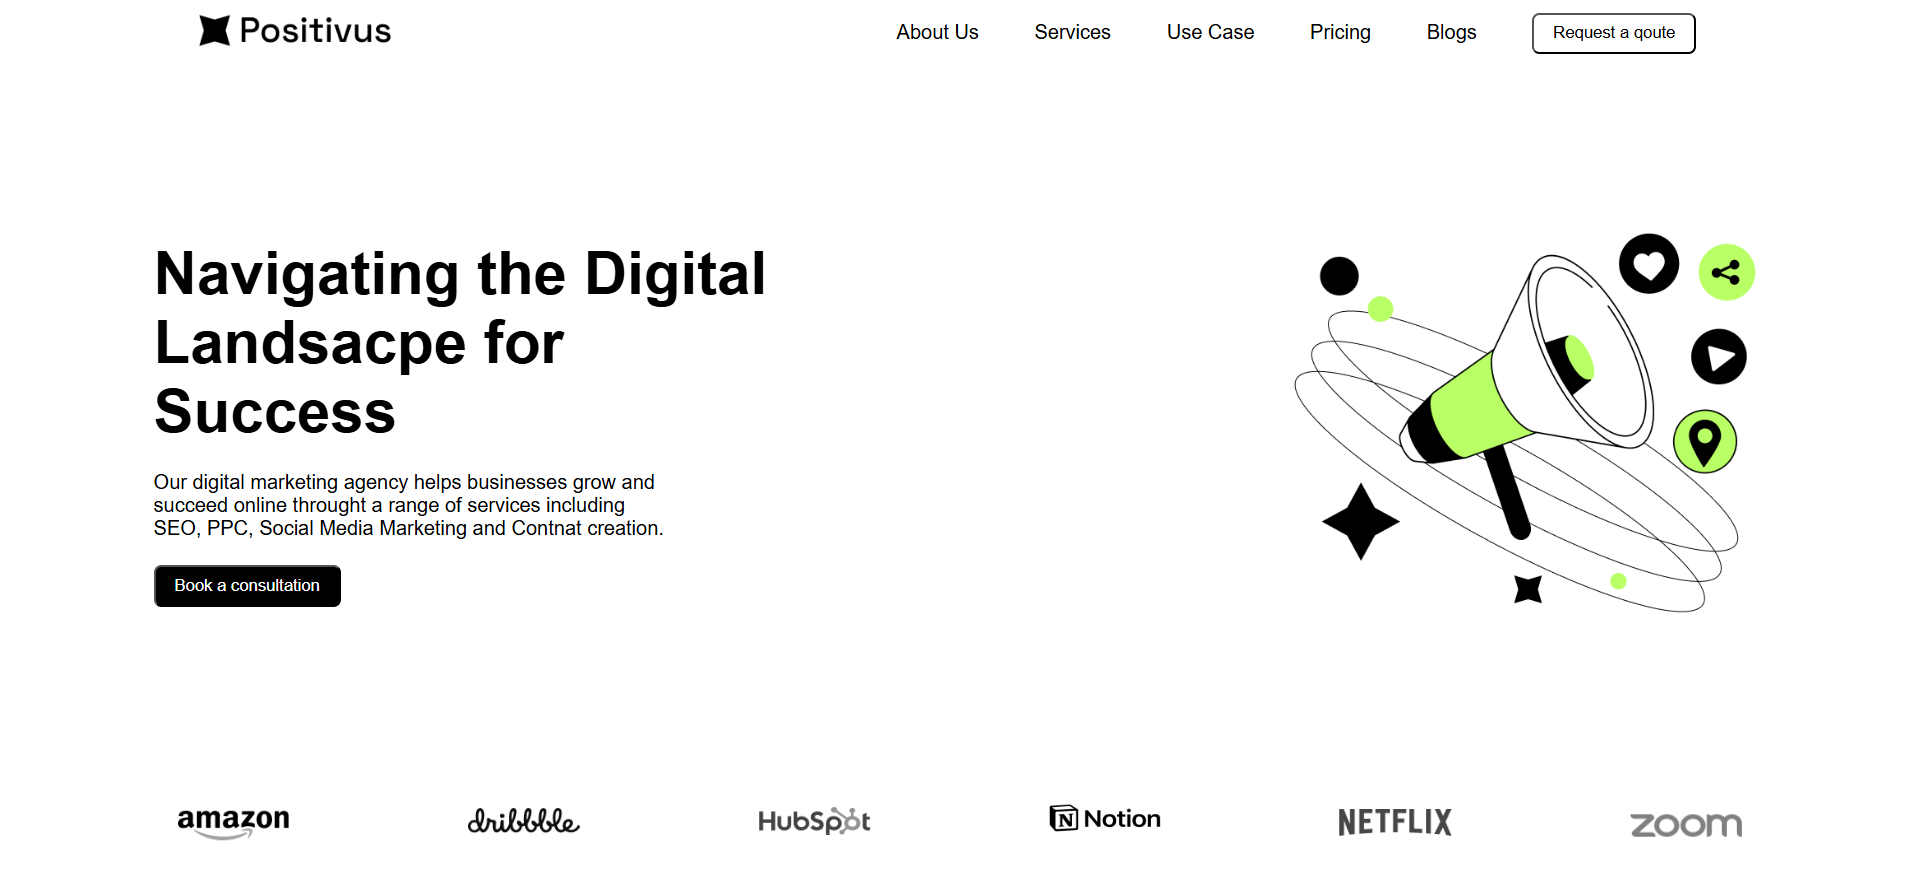 Positivus
About Us Services Use Case Pricing Blogs Request a qoute
Navigating the Digital
Landsacpe for
Success
Our digital marketing agency helps businesses grow and
succeed online throught a range of services including
SEO, PPC, Social Media Marketing and Contnat creation.
Book a consultation
amazon dribbble HubSpot Notion NETFLIX zoom